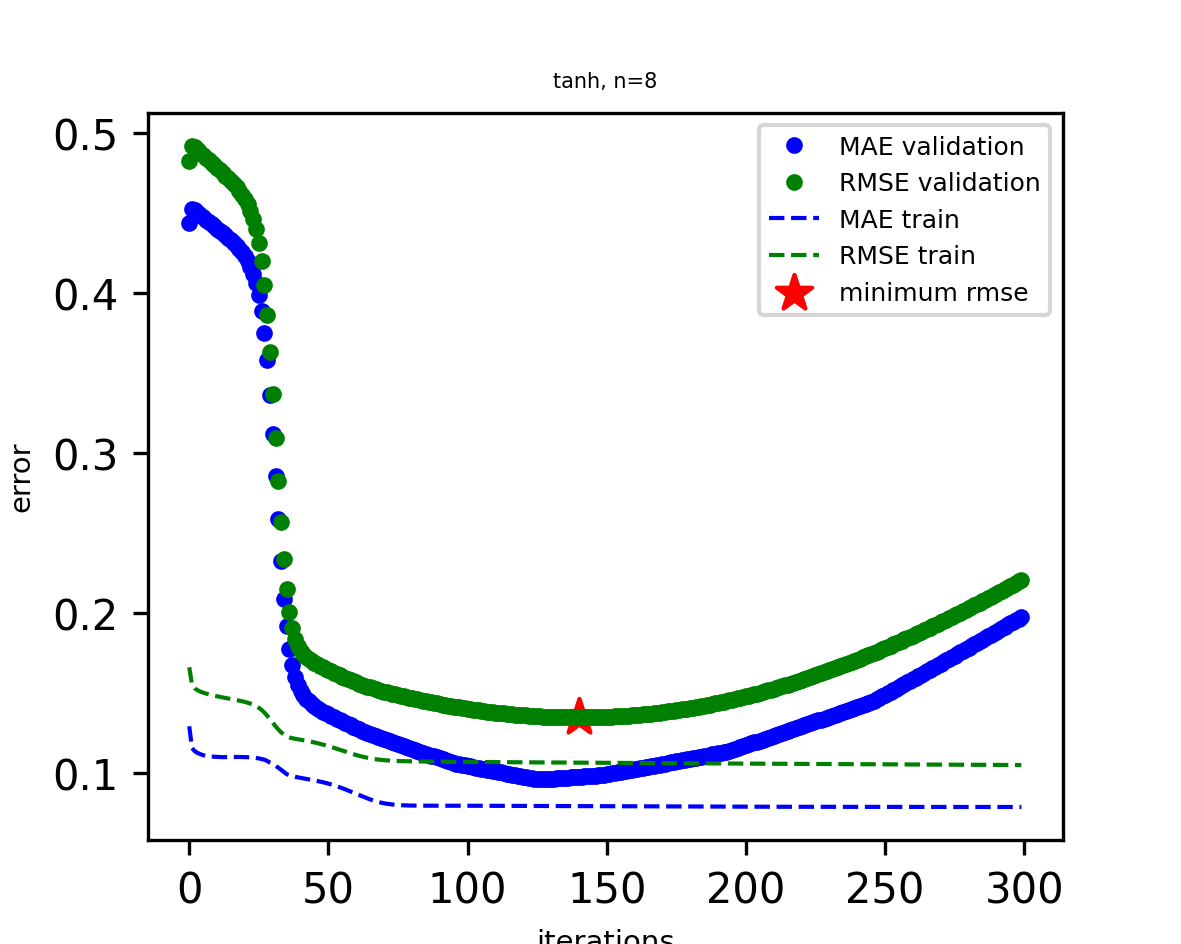 tanh, n=8
0.5
0.4
0.3
0.2
0.1
error
MAE validation
RMSE validation
MAE train
RMSE train
minimum rmse
0 50 100 150 200 250 300
iterations